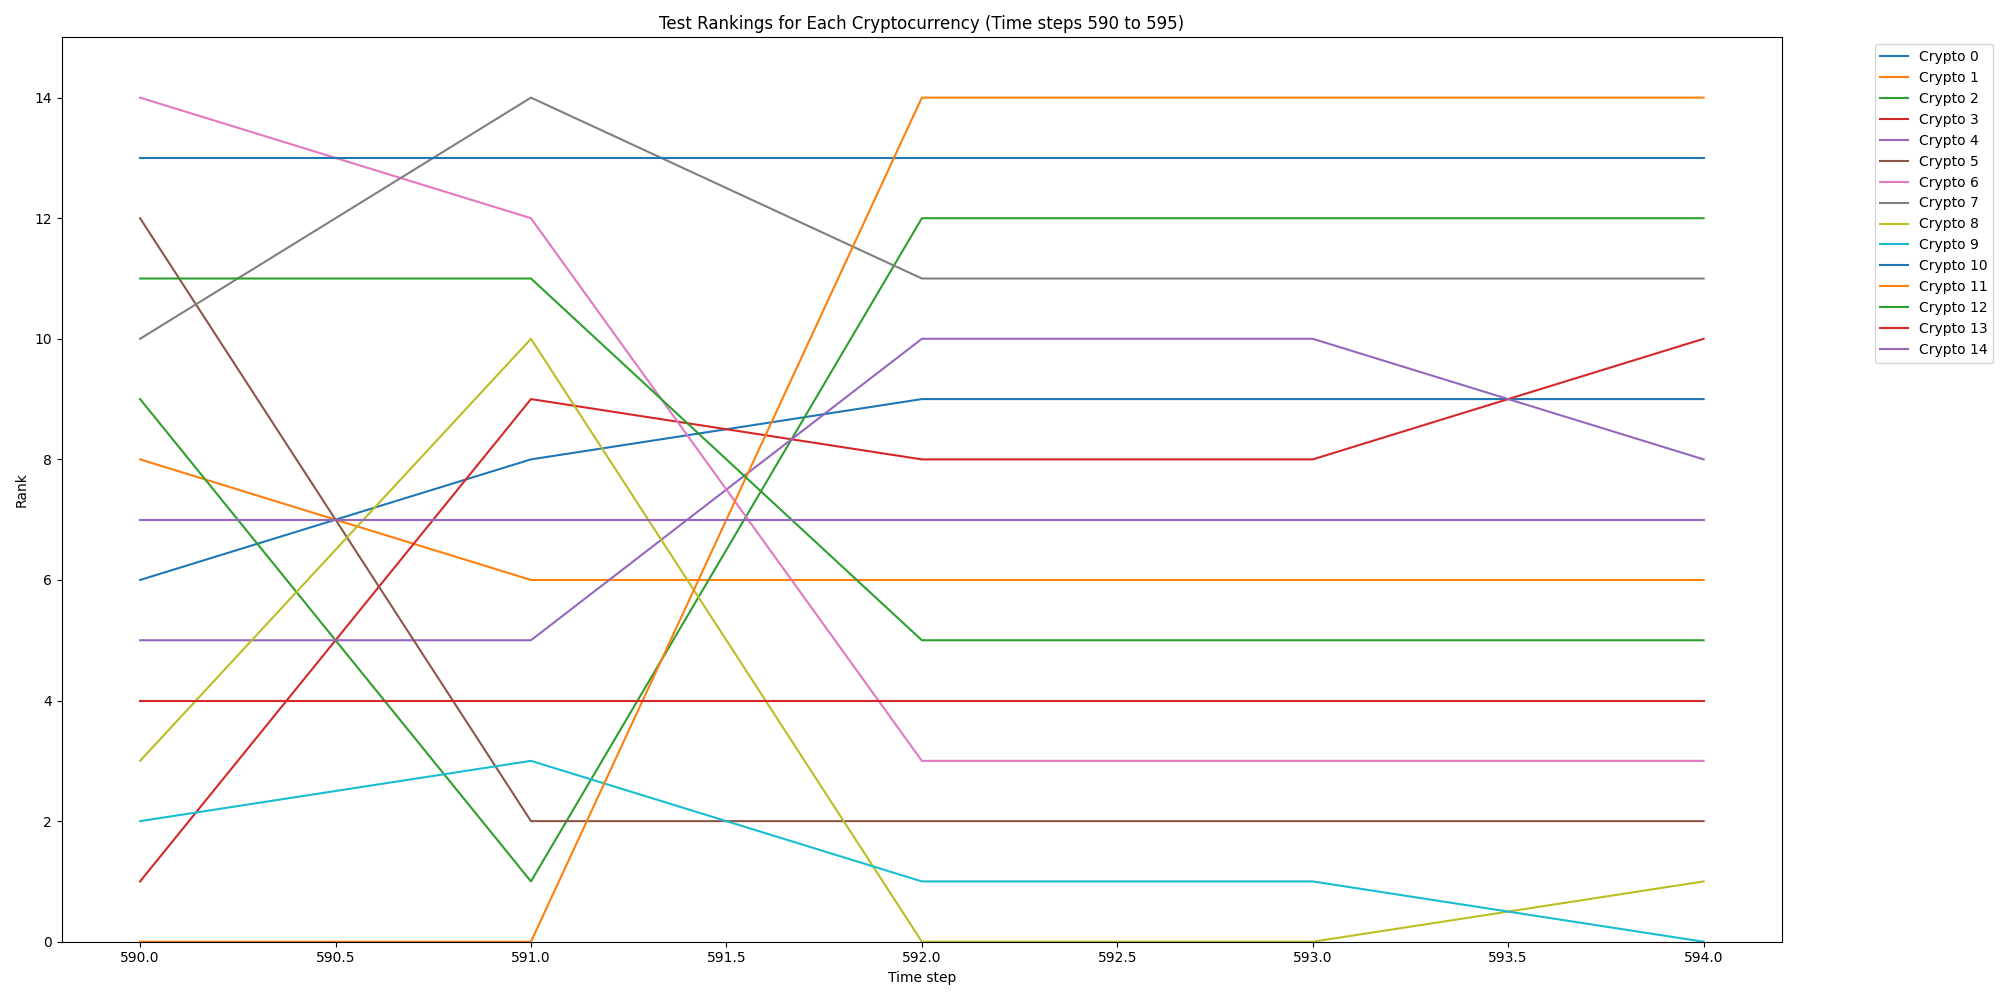 Test Rankings for Each Cryptocurrency (Time steps 590 to 595)
Rank
14
12
10
8
6
4
2
0
590.0 590.5 591.0 591.5 592.0 592.5 593.0 593.5 594.0
Time step
Crypto 0
Crypto 1
Crypto 2
Crypto 3
Crypto 4
Crypto 5
Crypto 6
Crypto 7
Crypto 8
Crypto 9
Crypto 10
Crypto 11
Crypto 12
Crypto 13
Crypto 14